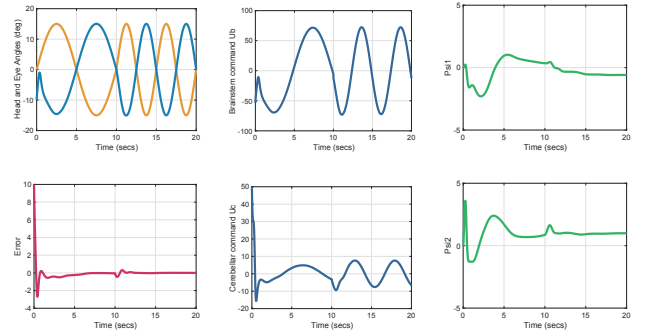 Head and Eye Angles (deg)
20
10
0
-10
-20
0 5 10 15 20
Time (secs)
Brainstem command Ub
100
50
0
-50
-100
0 5 10 15 20
Time (secs)
Psi1
5
0
-5
0 5 10 15 20
Time (secs)
Error
10
8
6
4
2
0
-2
-4
0 5 10 15 20
Time (secs)
Cerebellar command Uc
50
40
30
20
10
0
-10
-20
0 5 10 15 20
Time (secs)
Psi2
5
0
-5
0 5 10 15 20
Time (secs)